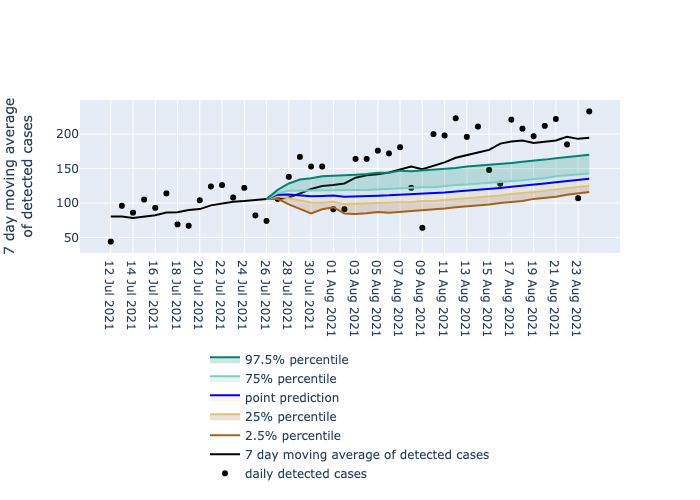 7 day moving average
of detected cases
200
150
100
50
12 Jul 2021
14 Jul 2021
16 Jul 2021
18 Jul 2021
20 Jul 2021
22 Jul 2021
24 Jul 2021
26 Jul 2021
28 Jul 2021
30 Jul 2021
01 Aug 2021
03 Aug 2021
05 Aug 2021
07 Aug 2021
09 Aug 2021
11 Aug 2021
13 Aug 2021
15 Aug 2021
17 Aug 2021
19 Aug 2021
21 Aug 2021
23 Aug 2021
97.5% percentile
75% percentile
point prediction
25% percentile
2.5% percentile
7 day moving average of detected cases
daily detected cases